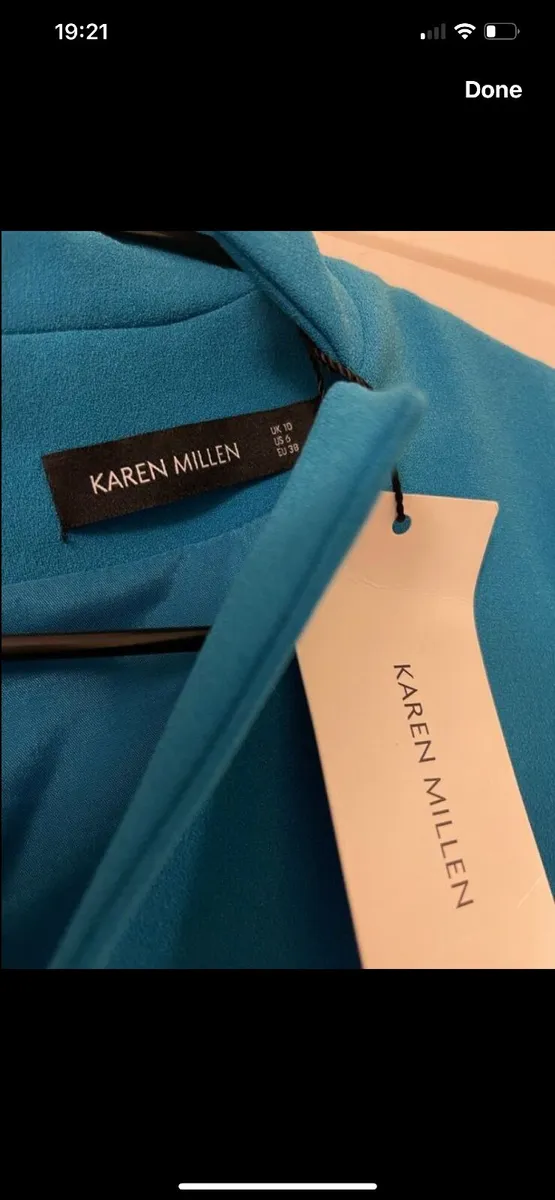 19:21
Done
KAREN MILLEN
UK 10
US 6
EU 38
KAREN MILLEN